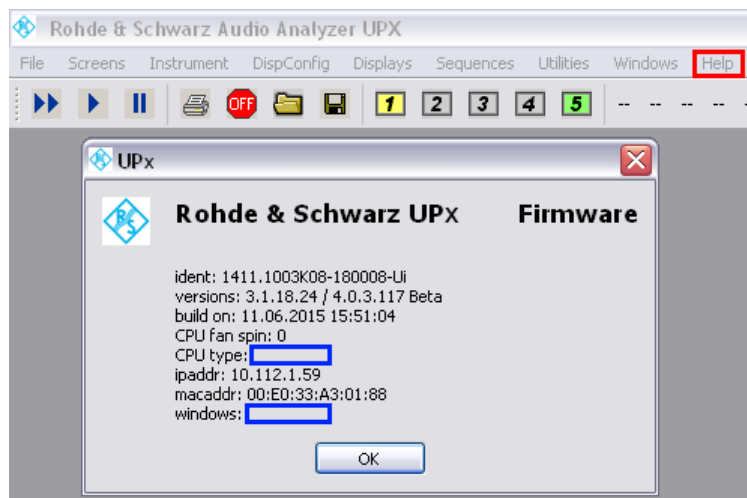 Rohde & Schwarz Audio Analyzer UPX
File Screens Instrument DispConfig Displays Sequences Utilities Windows Help
OFF 1 2 3 4 5 -- -- -- --
UPx
R&S Rohde & Schwarz UPx Firmware
ident: 1411.1003K08-180008-Ui
versions: 3.1.18.24 / 4.0.3.117 Beta
build on: 11.06.2015 15:51:04
CPU fan spin: 0
CPU type:
ipaddr: 10.112.1.59
macaddr: 00:E0:33:A3:01:88
windows:
OK